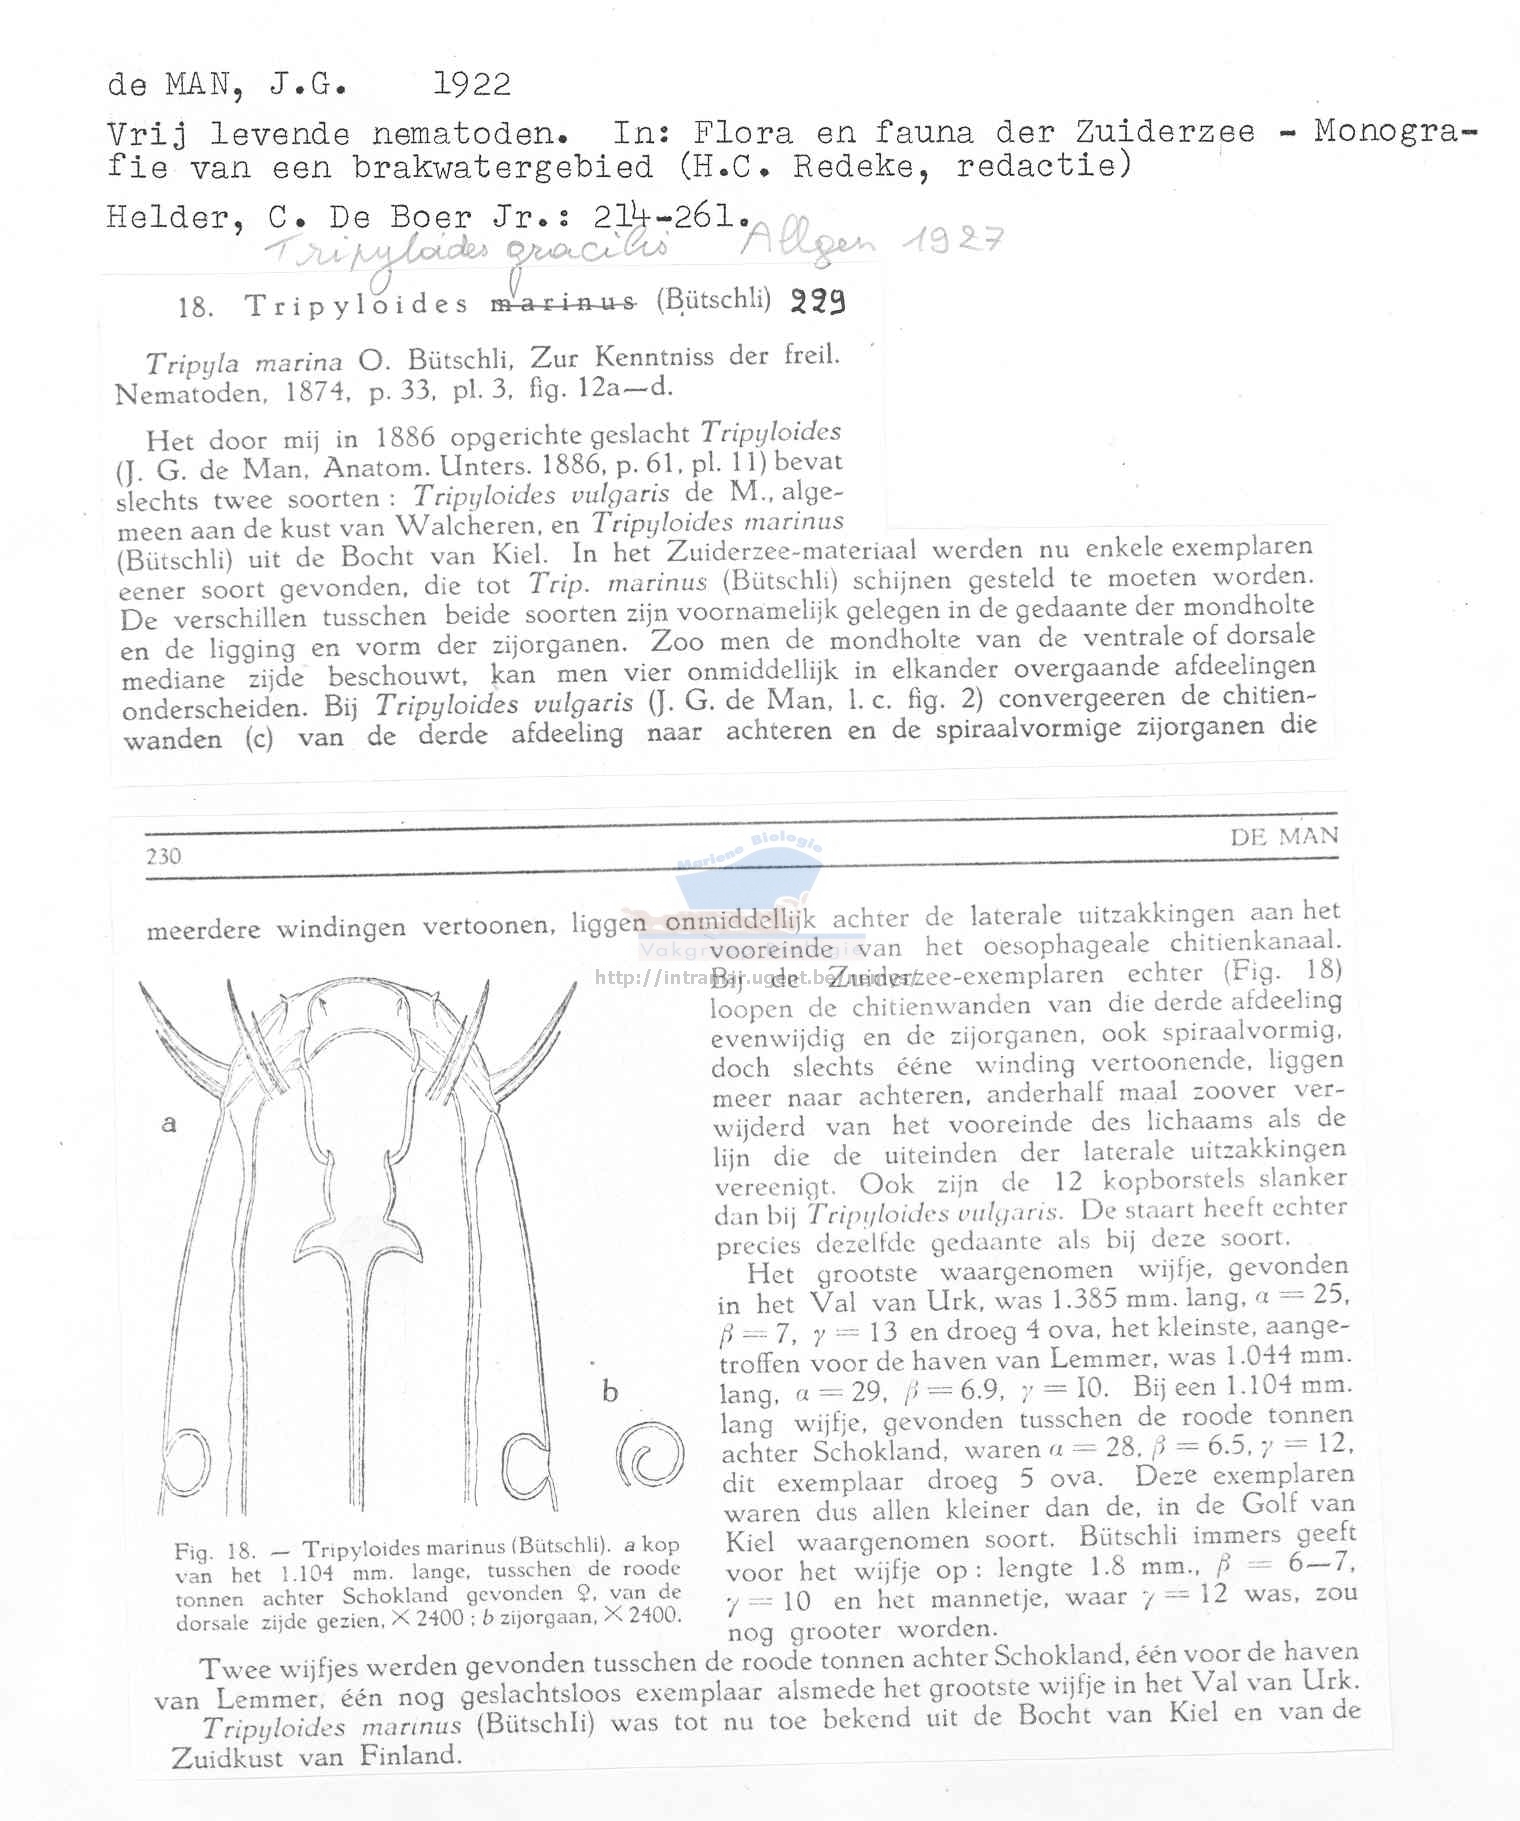 de MAN, J.G. 1922
Vrij levende nematoden. In: Flora en fauna der Zuiderzee - Monogra-
fie van een brakwatergebied (H.C. Redeke, redactie)
Helder, C. De Boer Jr.: 214-261.
Tripyloides gracilis Allgen 1927
18. Tripyloides marinus (Bütschli) 229
Tripyla marina O. Bütschli, Zur Kenntniss der freil.
Nematoden, 1874, p. 33, pl. 3, fig. 12a—d.
Het door mij in 1886 opgerichte geslacht Tripyloides
(J. G. de Man, Anatom. Unters. 1886, p. 61, pl. 11) bevat
slechts twee soorten: Tripyloides vulgaris de M., alge-
meen aan de kust van Walcheren, en Tripyloides marinus
(Bütschli) uit de Bocht van Kiel. In het Zuiderzee-materiaal werden nu enkele exemplaren
eener soort gevonden, die tot Trip. marinus (Bütschli) schijnen gesteld te moeten worden.
De verschillen tusschen beide soorten zijn voornamelijk gelegen in de gedaante der mondholte
en de ligging en vorm der zijorganen. Zoo men de mondholte van de ventrale of dorsale
mediane zijde beschouwt, kan men vier onmiddellijk in elkander overgaande afdeelingen
onderscheiden. Bij Tripyloides vulgaris (J. G. de Man, l. c. fig. 2) convergeeren de chitien-
wanden (c) van de derde afdeeling naar achteren en de spiraalvormige zijorganen die
230 DE MAN
Mariene Biologie
meerdere windingen vertoonen, liggen onmiddellijk achter de laterale uitzakkingen aan het
Vakgroep Biologie
http://intramar.ugent.be/nemys/
vooreinde van het oesophageale chitienkanaal.
Bij de Zuiderzee-exemplaren echter (Fig. 18)
loopen de chitienwanden van die derde afdeeling
evenwijdig en de zijorganen, ook spiraalvormig,
doch slechts ééne winding vertoonende, liggen
meer naar achteren, anderhalf maal zoover ver-
wijderd van het vooreinde des lichaams als de
lijn die de uiteinden der laterale uitzakkingen
vereenigt. Ook zijn de 12 kopborstels slanker
dan bij Tripyloides vulgaris. De staart heeft echter
precies dezelfde gedaante als bij deze soort.
Het grootste waargenomen wijfje, gevonden
in het Val van Urk, was 1.385 mm. lang, α = 25,
β = 7, γ = 13 en droeg 4 ova, het kleinste, aange-
troffen voor de haven van Lemmer, was 1.044 mm.
lang, α = 29, β = 6.9, γ = 10. Bij een 1.104 mm.
lang wijfje, gevonden tusschen de roode tonnen
achter Schokland, waren α = 28, β = 6.5, γ = 12,
dit exemplaar droeg 5 ova. Deze exemplaren
waren dus allen kleiner dan de, in de Golf van
Kiel waargenomen soort. Bütschli immers geeft
voor het wijfje op: lengte 1.8 mm., β = 6—7,
γ = 10 en het mannetje, waar γ = 12 was, zou
nog grooter worden.
a
b
Fig. 18. — Tripyloides marinus (Bütschli). a kop
van het 1.104 mm. lange, tusschen de roode
tonnen achter Schokland gevonden ♀, van de
dorsale zijde gezien, × 2400; b zijorgaan, × 2400.
Twee wijfjes werden gevonden tusschen de roode tonnen achter Schokland, één voor de haven
van Lemmer, één nog geslachtsloos exemplaar alsmede het grootste wijfje in het Val van Urk.
Tripyloides marinus (Bütschli) was tot nu toe bekend uit de Bocht van Kiel en van de
Zuidkust van Finland.